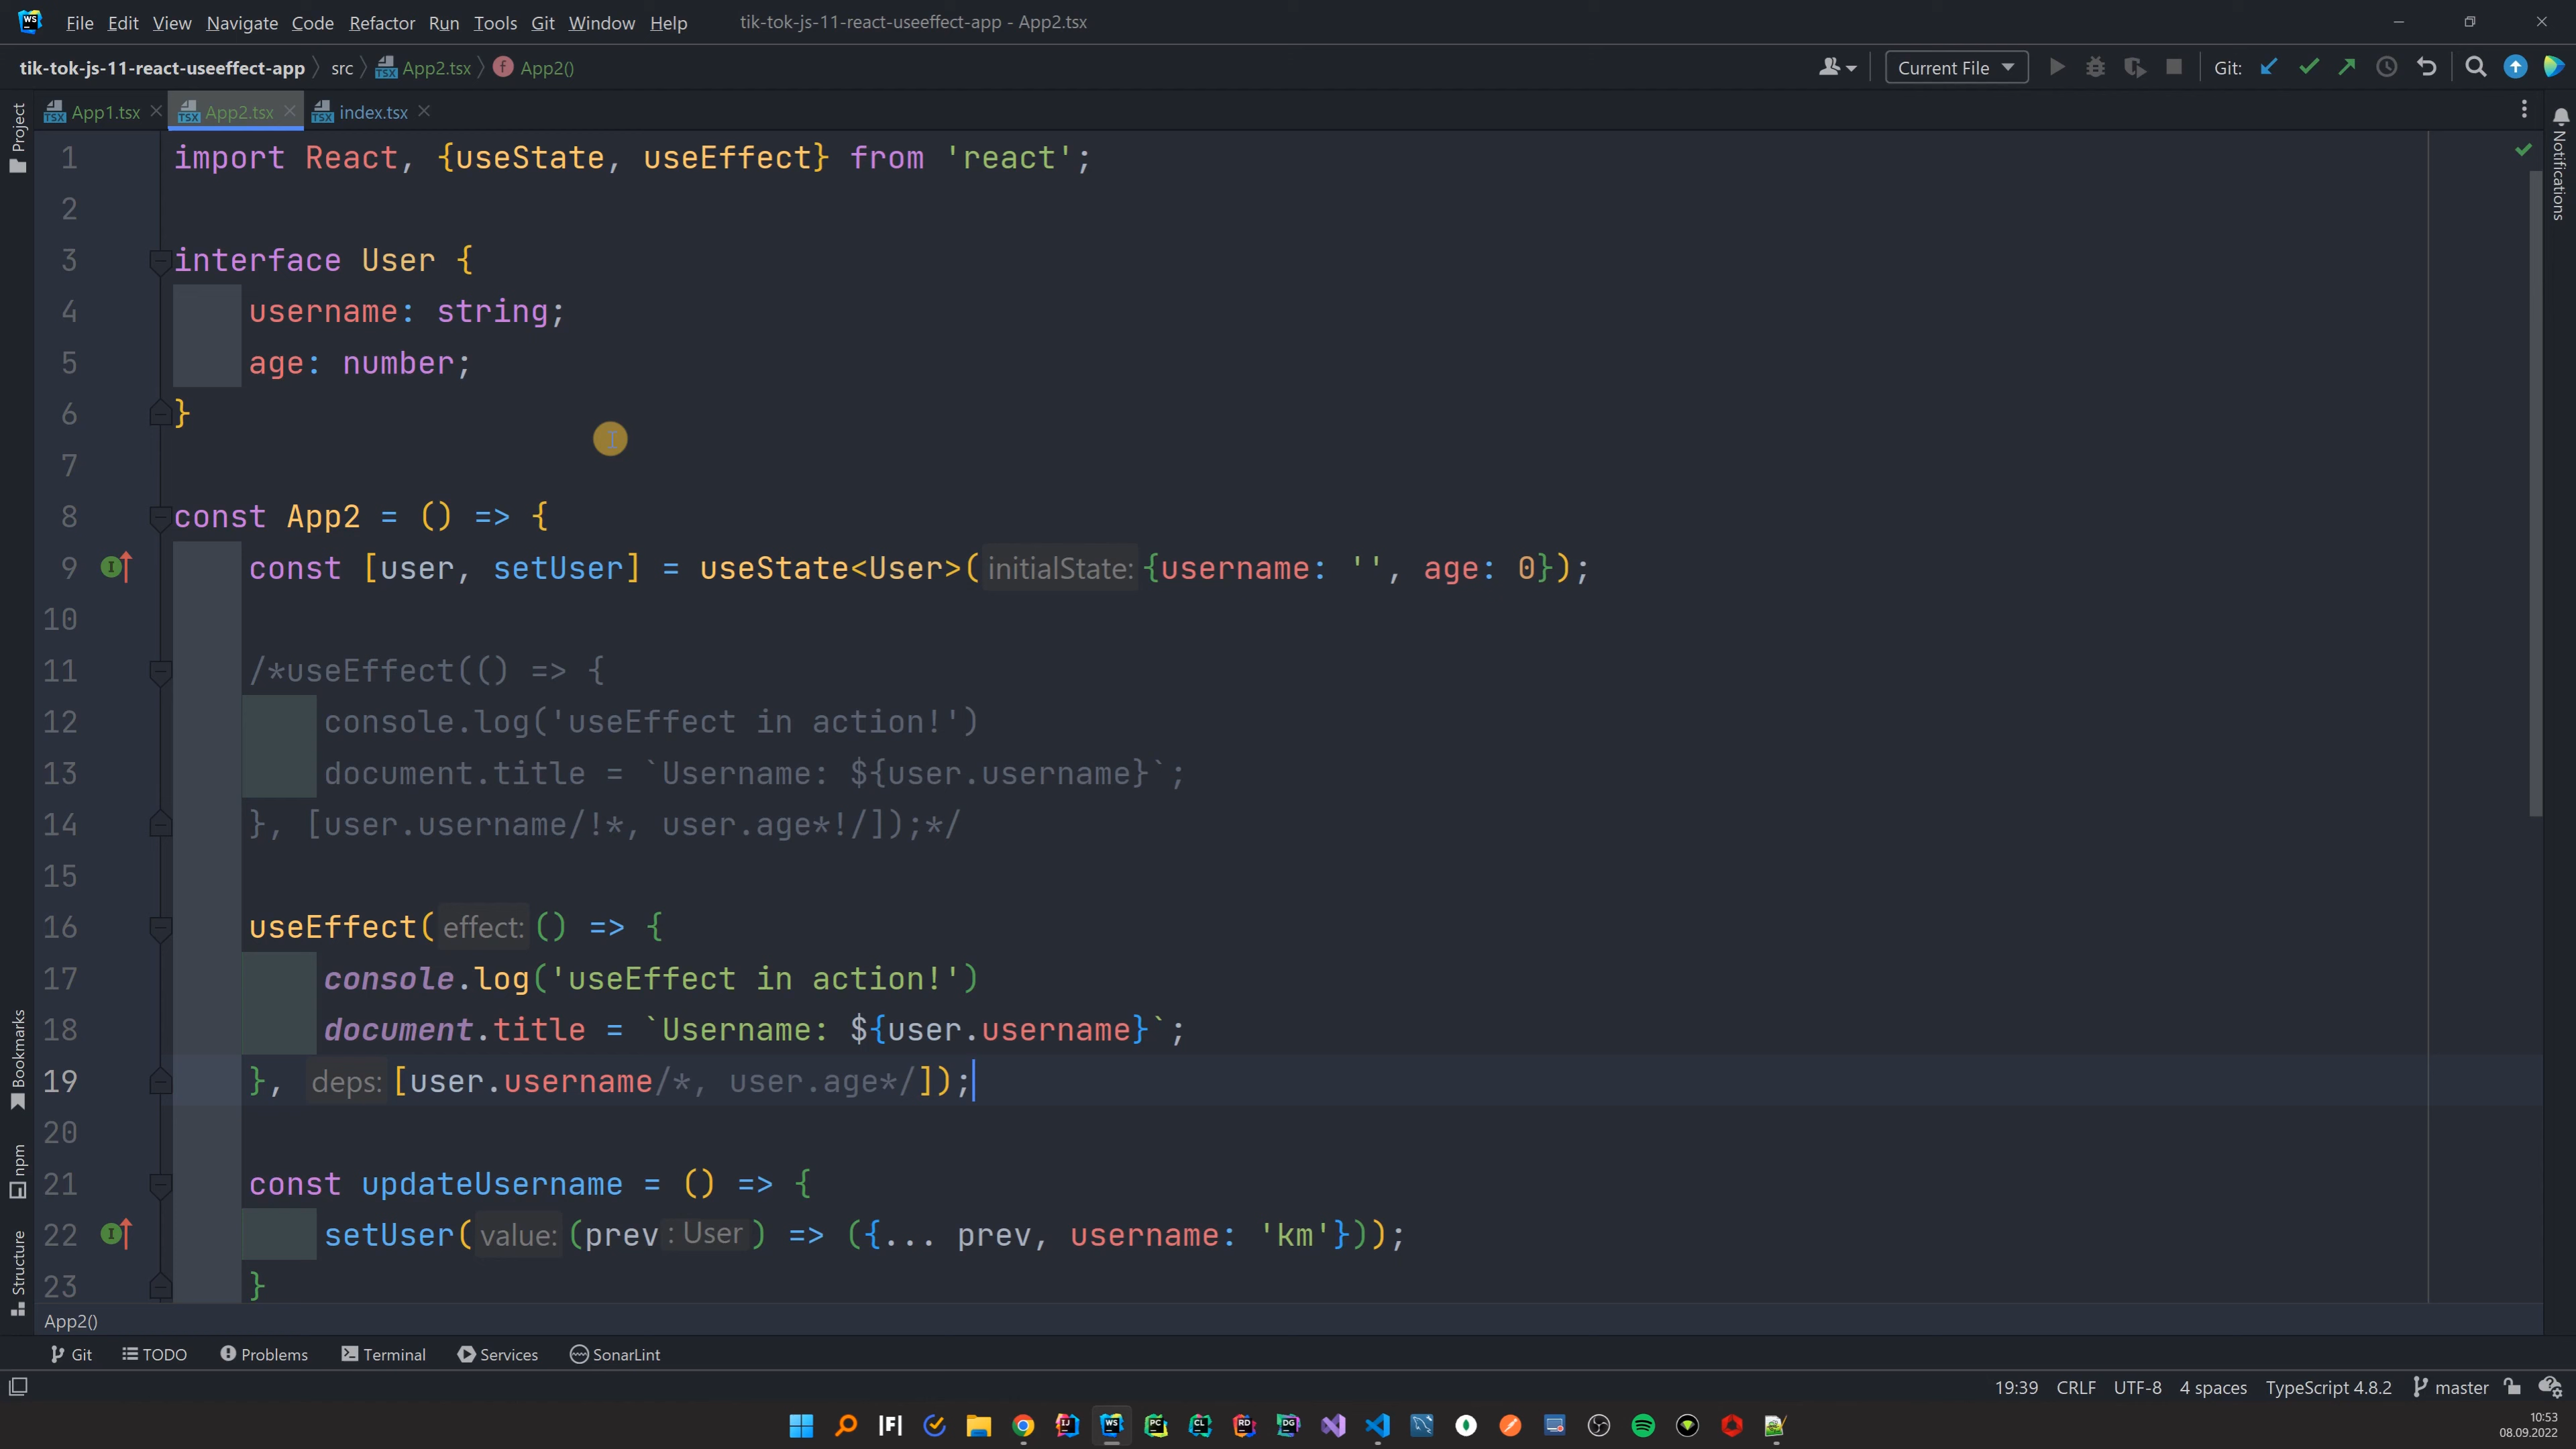 File Edit View Navigate Code Refactor Run Tools Git Window Help tik-tok-js-11-react-useeffect-app - App2.tsx
tik-tok-js-11-react-useeffect-app src App2.tsx App2() Current File Git:
App1.tsx App2.tsx index.tsx
Project
Notifications
1 import React, {useState, useEffect} from 'react';
2
3 interface User {
4 username: string;
5 age: number;
6 }
7
8 const App2 = () => {
9 const [user, setUser] = useState<User>( initialState: {username: '', age: 0});
10
11 /*useEffect(() => {
12 console.log('useEffect in action!')
13 document.title = `Username: ${user.username}`;
14 }, [user.username/!*, user.age*!/]);*/
15
16 useEffect( effect: () => {
17 console.log('useEffect in action!')
18 document.title = `Username: ${user.username}`;
19 }, deps: [user.username/*, user.age*/]);
20
21 const updateUsername = () => {
22 setUser( value: (prev : User ) => ({... prev, username: 'km'}));
23 }
Bookmarks
npm
Structure
App2()
Git TODO Problems Terminal Services SonarLint
19:39 CRLF UTF-8 4 spaces TypeScript 4.8.2 master
10:53
08.09.2022